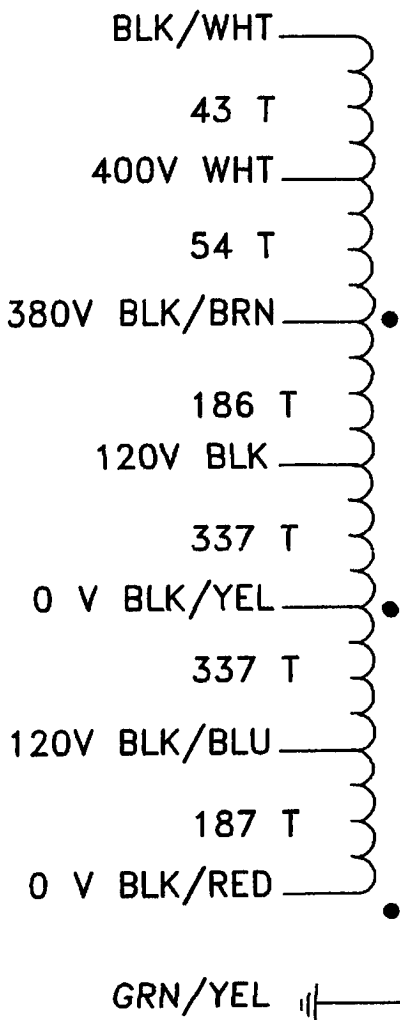 BLK/WHT
43 T
400V WHT
54 T
380V BLK/BRN
186 T
120V BLK
337 T
0 V BLK/YEL
337 T
120V BLK/BLU
187 T
0 V BLK/RED
GRN/YEL